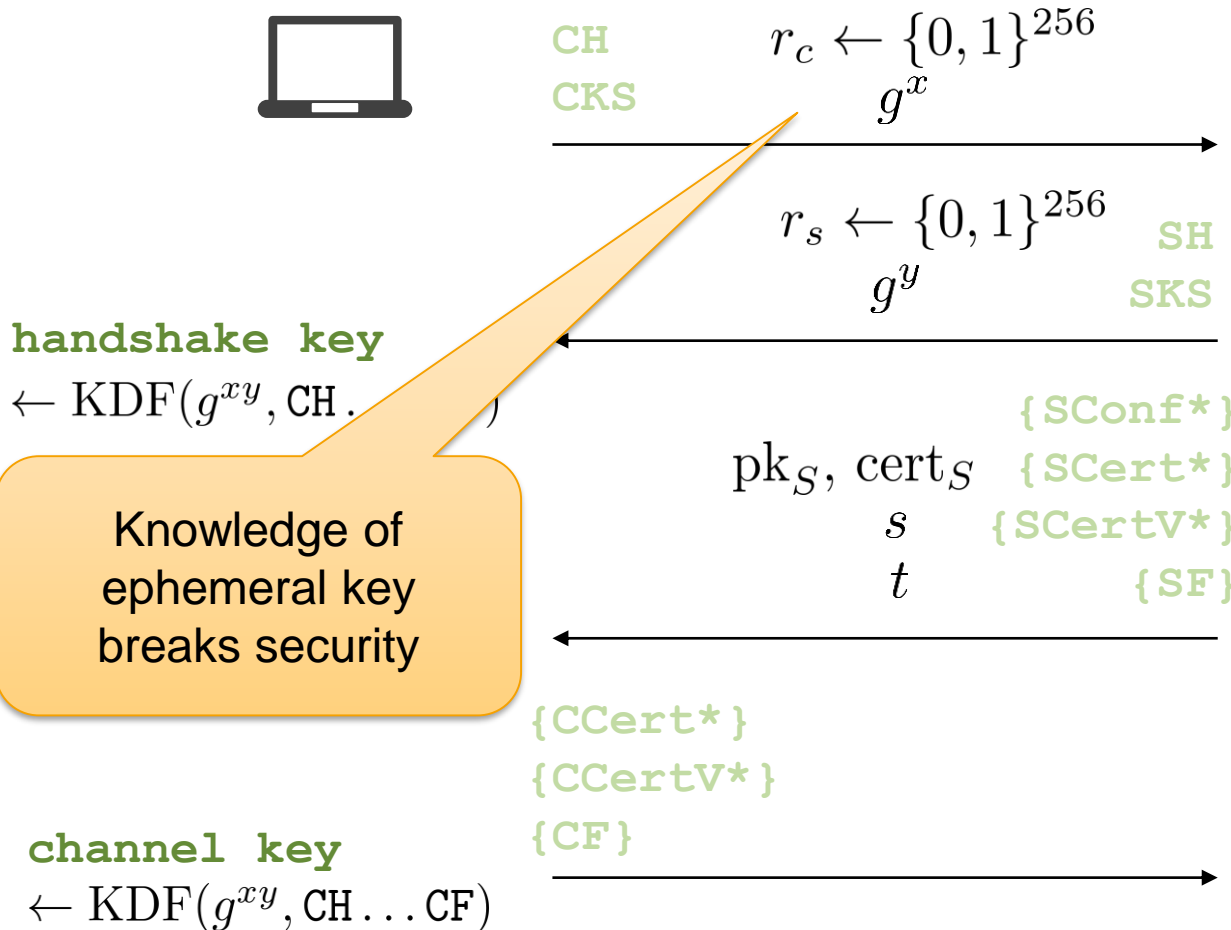 CH r_c ← {0, 1}^{256}
CKS g^x
r_s ← {0, 1}^{256} SH
g^y SKS
handshake key
← KDF(g^{xy}, CH. )
{SConf*}
pk_S, cert_S {SCert*}
s {SCertV*}
t {SF}
Knowledge of
ephemeral key
breaks security
{CCert*}
{CCertV*}
{CF}
channel key
← KDF(g^{xy}, CH...CF)